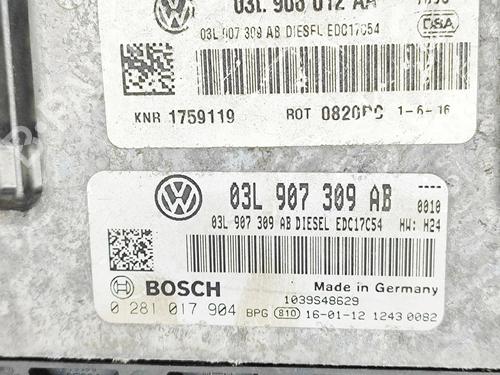 03L 906 012 AA
03L 907 309 AB DIESEL EDC17C54
DSA
KNR 1759119 ROT 0820PC 1-6-16
03L 907 309 AB 0010
03L 907 309 AB DIESEL EDC17C54 HW: H24
BOSCH Made in Germany
1039S48629
0 281 017 904 BPG 810 16-01-12 1243 0082